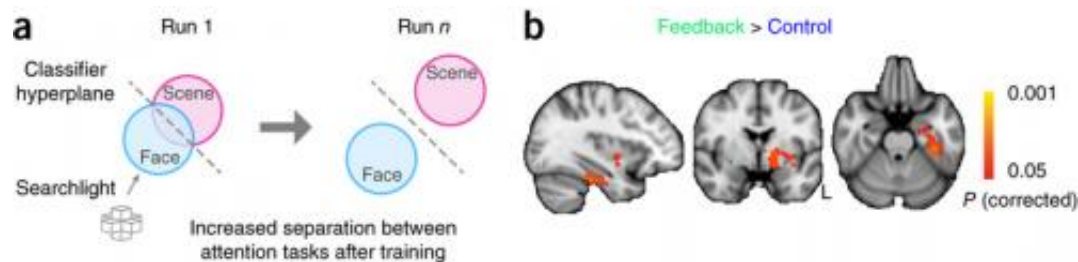 a
Run 1
Run n
Classifier
hyperplane
Scene
Face
Scene
Face
Searchlight
Increased separation between
attention tasks after training
b
Feedback > Control
L
0.001
0.05
P (corrected)